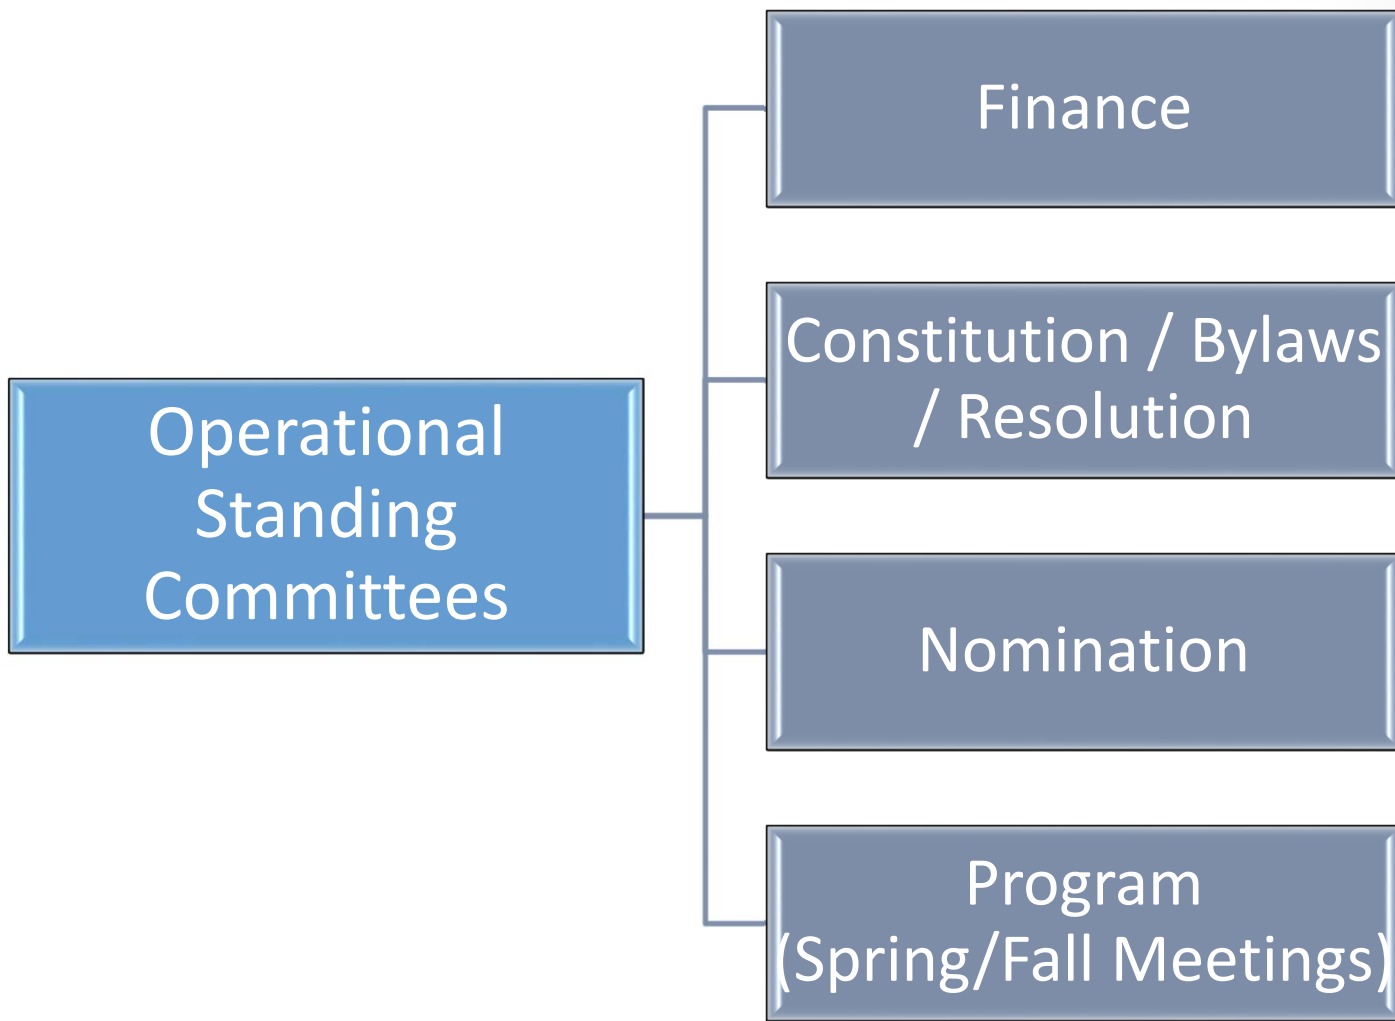 Finance
Constitution / Bylaws
/ Resolution
Operational
Standing
Committees
Nomination
Program
(Spring/Fall Meetings)